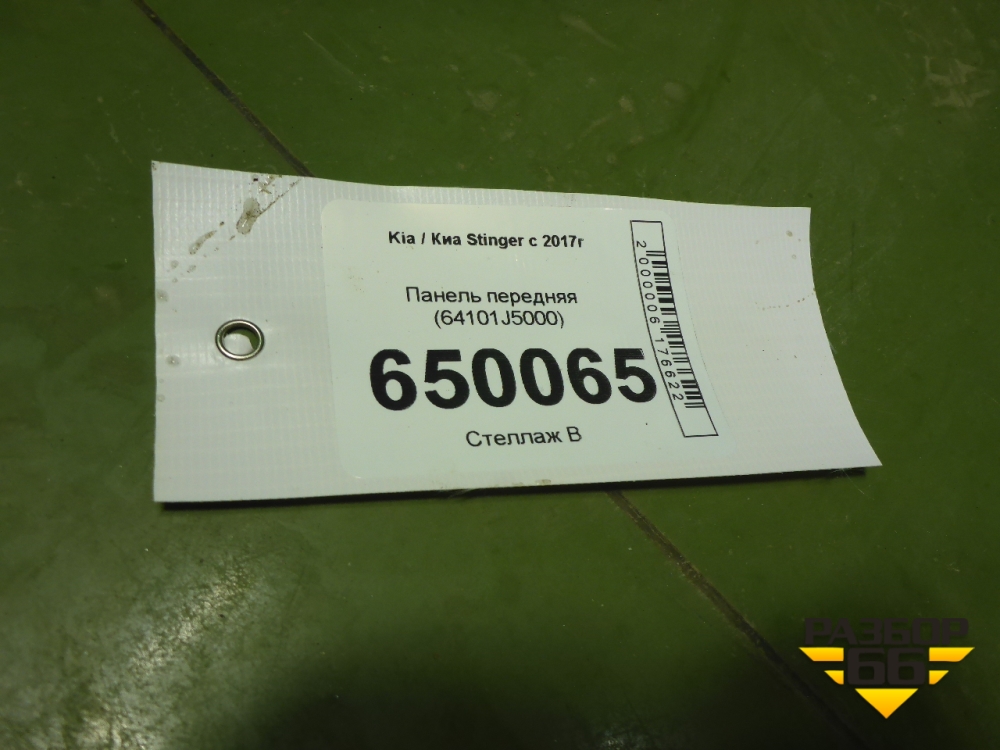 Kia / Киа Stinger с 2017г
Панель передняя
(64101J5000)
650065
Стеллаж В
2000006176622
РАЗБОР
66